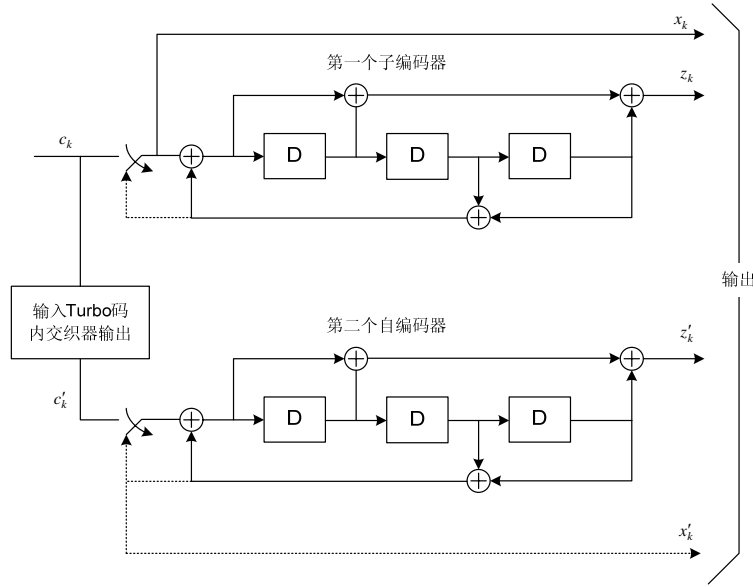 x_k
第一个子编码器
z_k
c_k
D
D
D
输出
输入Turbo码
内交织器输出
第二个自编码器
z'_k
c'_k
D
D
D
x'_k